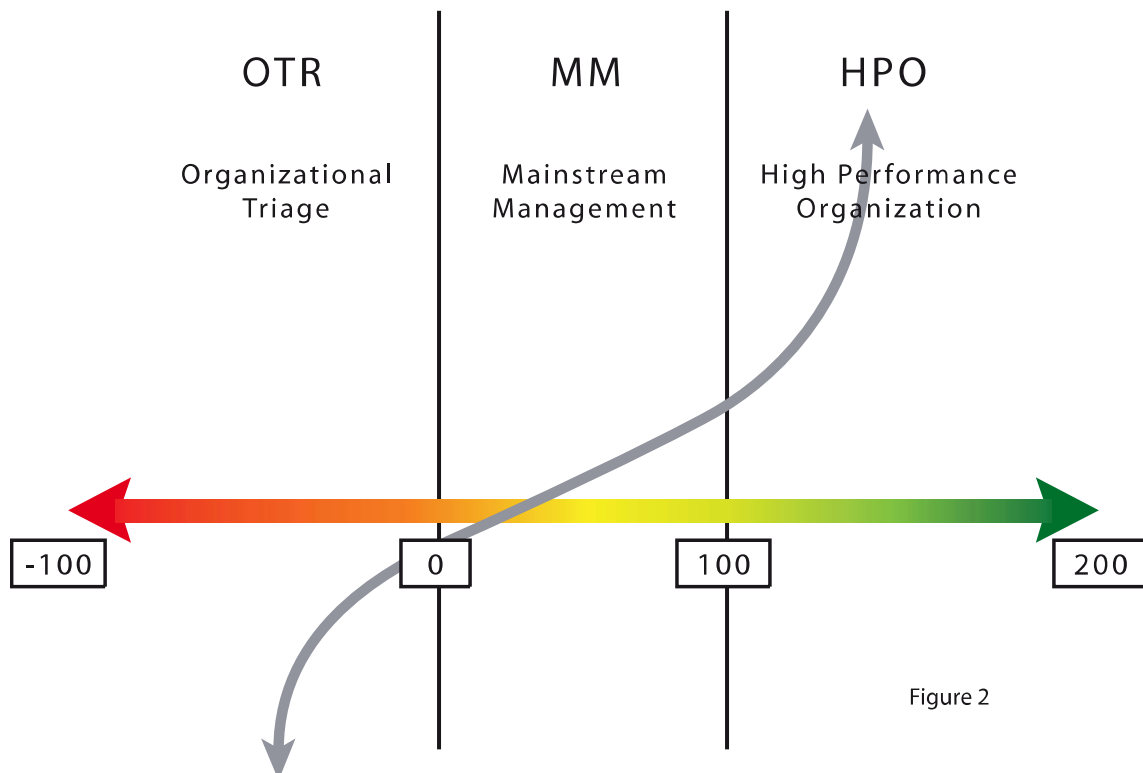 OTR
MM
HPO
Organizational
Triage
Mainstream
Management
High Performance
Organization
-100
0
100
200
Figure 2